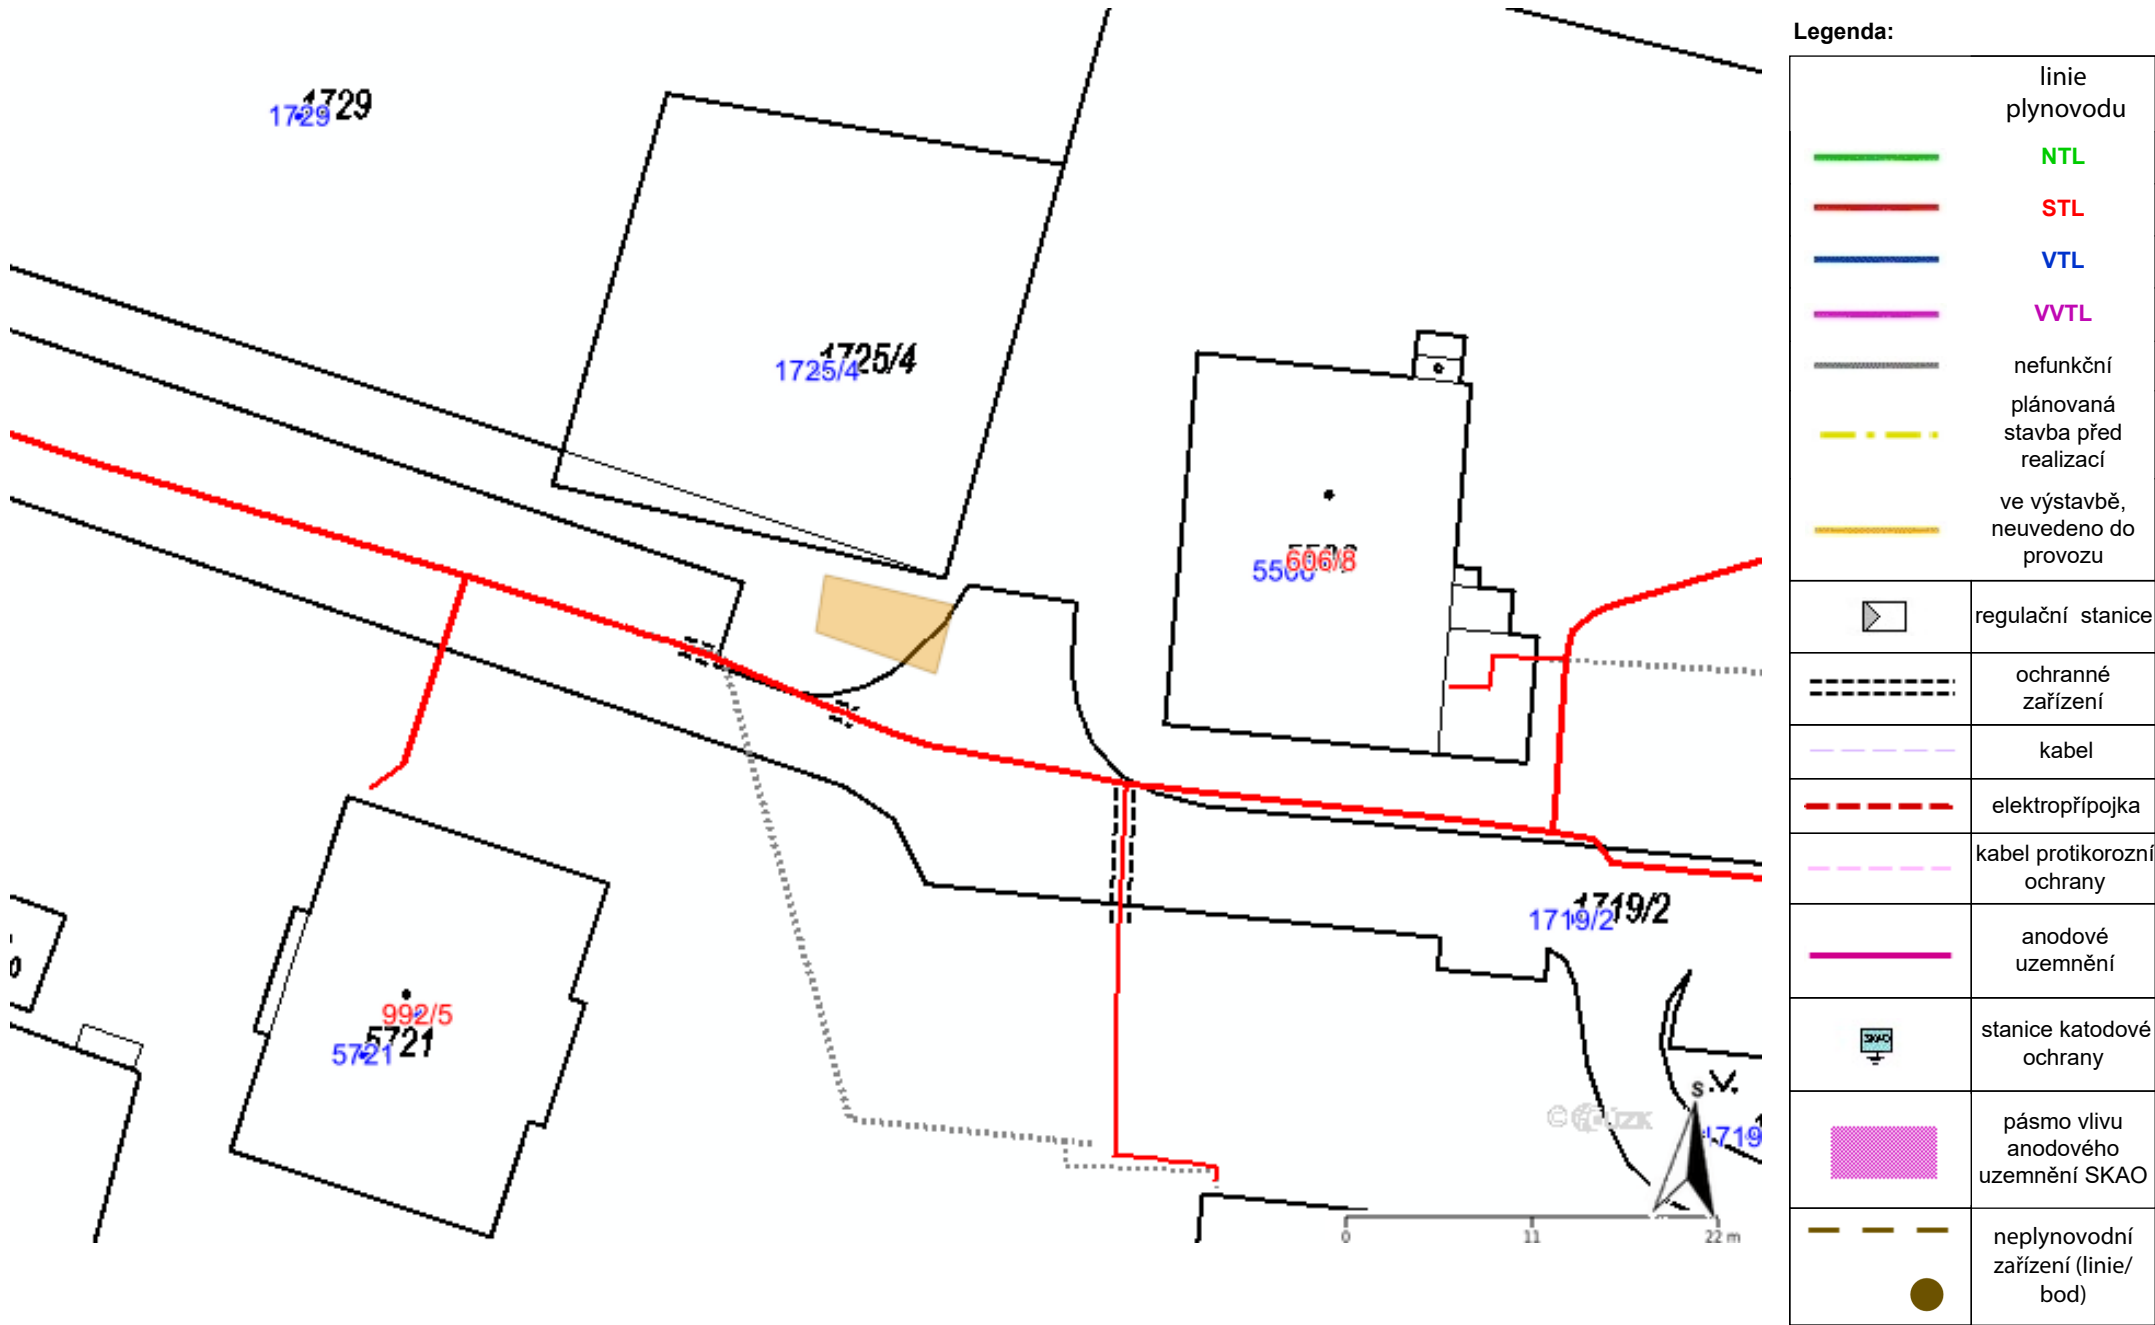 Legenda:
linie
plynovodu
NTL
STL
VTL
VVTL
nefunkční
plánovaná
stavba před
realizací
ve výstavbě,
neuvedeno do
provozu
regulační stanice
ochranné
zařízení
kabel
elektropřípojka
kabel protikorozní
ochrany
anodové
uzemnění
SKAO
stanice katodové
ochrany
pásmo vlivu
anodového
uzemnění SKAO
neplynovodní
zařízení (linie/
bod)
1729
1729
1725/4
1725/4
606/8
1719/2
1719/2
992/5
5721
5721
S
.V.
1719
© ČÚZK
0 11 22 m